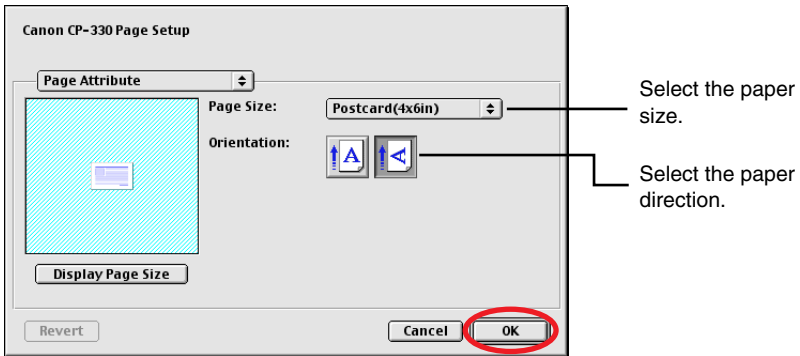 Canon CP-330 Page Setup
Page Attribute
Page Size:
Postcard(4x6in)
Select the paper
size.
Orientation:
A
A
Select the paper
direction.
Display Page Size
Revert
Cancel
OK